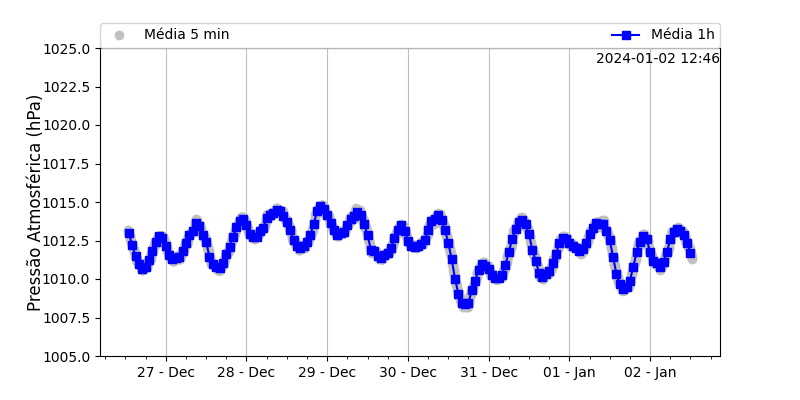 Média 5 min
Média 1h
2024-01-02 12:46
Pressão Atmosférica (hPa)
1025.0
1022.5
1020.0
1017.5
1015.0
1012.5
1010.0
1007.5
1005.0
27 - Dec
28 - Dec
29 - Dec
30 - Dec
31 - Dec
01 - Jan
02 - Jan